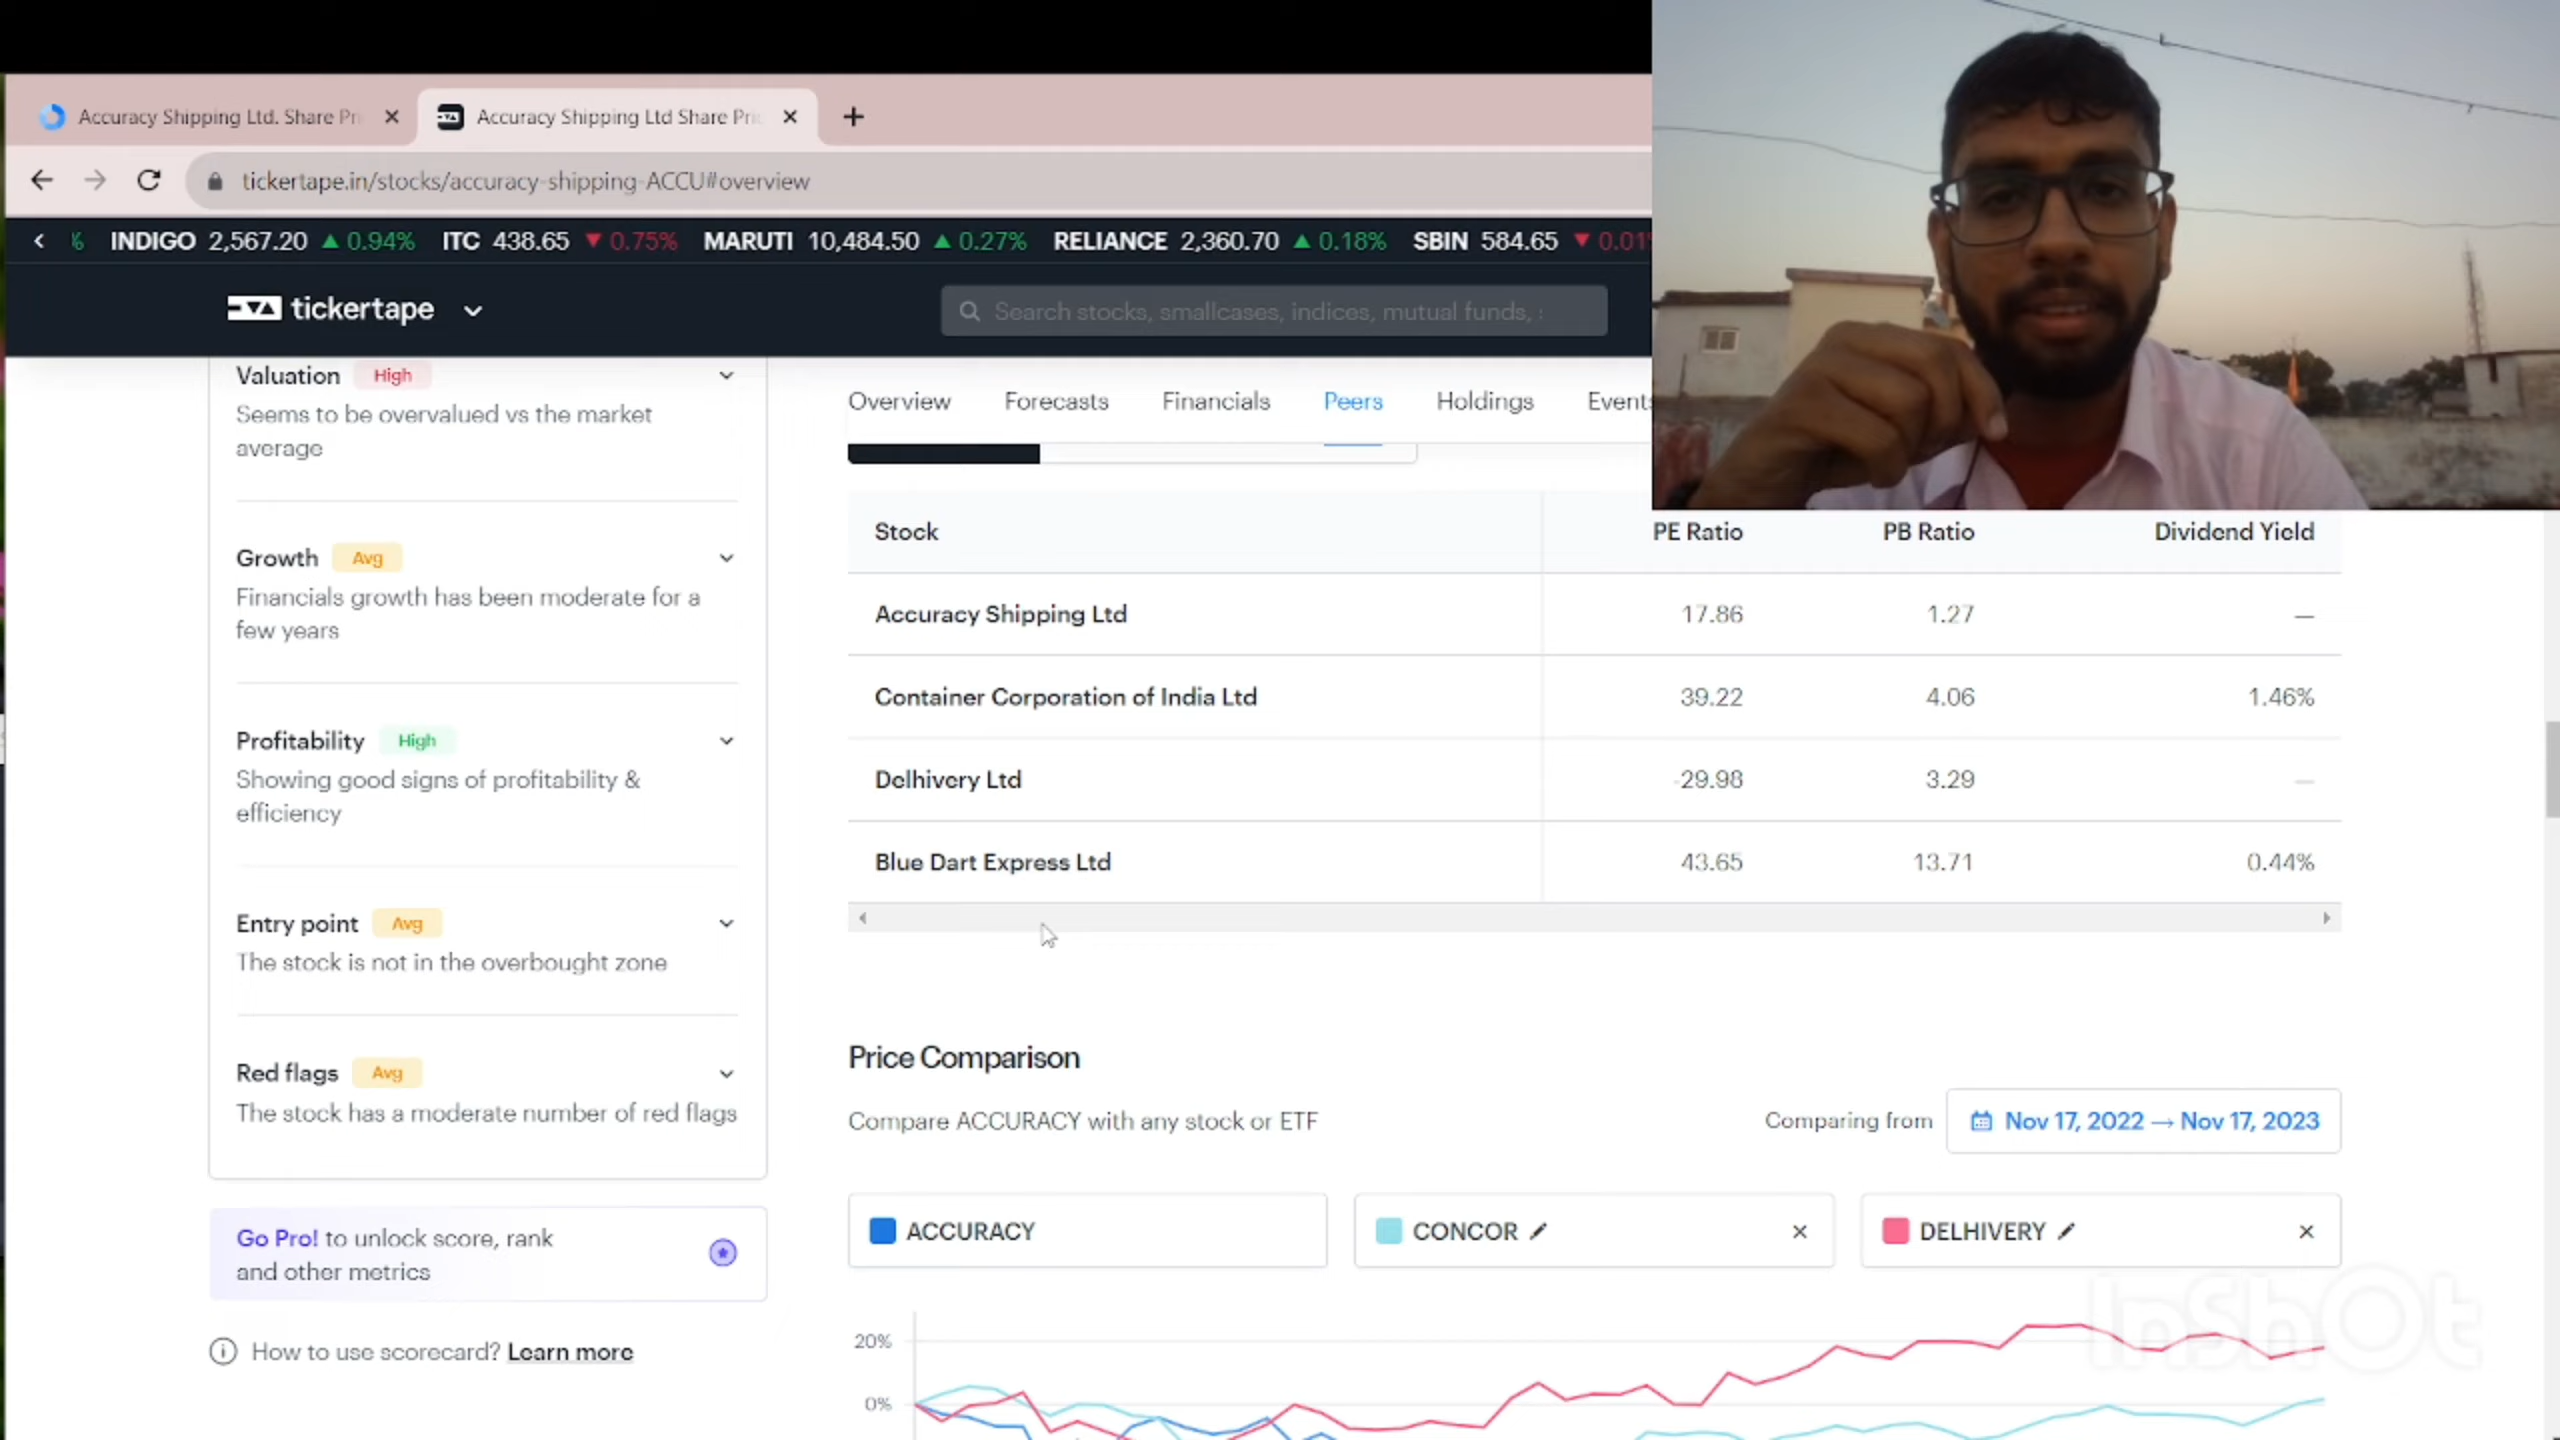 Accuracy Shipping Ltd. Share Pri
Accuracy Shipping Ltd Share Pric
tickertape.in/stocks/accuracy-shipping-ACCU#overview
% INDIGO 2,567.20 ▲ 0.94% ITC 438.65 ▼ 0.75% MARUTI 10,484.50 ▲ 0.27% RELIANCE 2,360.70 ▲ 0.18% SBIN 584.65 ▼ 0.01
tickertape
Search stocks, smallcases, indices, mutual funds, s
Overview Forecasts Financials Peers Holdings Events
Valuation High
Seems to be overvalued vs the market
average
Growth Avg
Financials growth has been moderate for a
few years
Profitability High
Showing good signs of profitability &
efficiency
Entry point Avg
The stock is not in the overbought zone
Red flags Avg
The stock has a moderate number of red flags
Go Pro! to unlock score, rank
and other metrics
How to use scorecard? Learn more
Stock PE Ratio PB Ratio Dividend Yield
Accuracy Shipping Ltd 17.86 1.27 —
Container Corporation of India Ltd 39.22 4.06 1.46%
Delhivery Ltd -29.98 3.29 —
Blue Dart Express Ltd 43.65 13.71 0.44%
Price Comparison
Compare ACCURACY with any stock or ETF
Comparing from Nov 17, 2022 → Nov 17, 2023
ACCURACY CONCOR DELHIVERY
20%
0%
InShOt